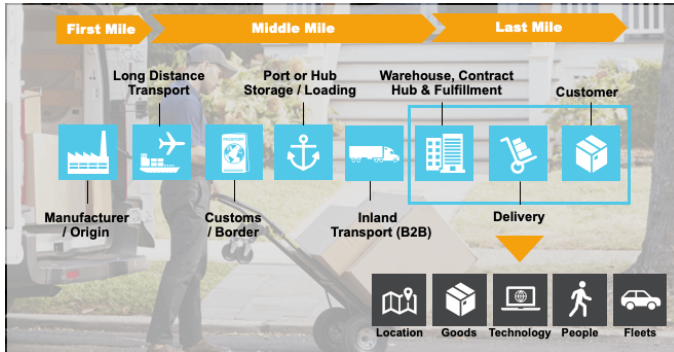 First Mile
Middle Mile
Last Mile
Long Distance
Transport
Port or Hub
Storage / Loading
Warehouse, Contract
Hub & Fulfillment
Customer
Manufacturer
/ Origin
Customs
/ Border
Inland
Transport (B2B)
Delivery
Location
Goods
Technology
People
Fleets